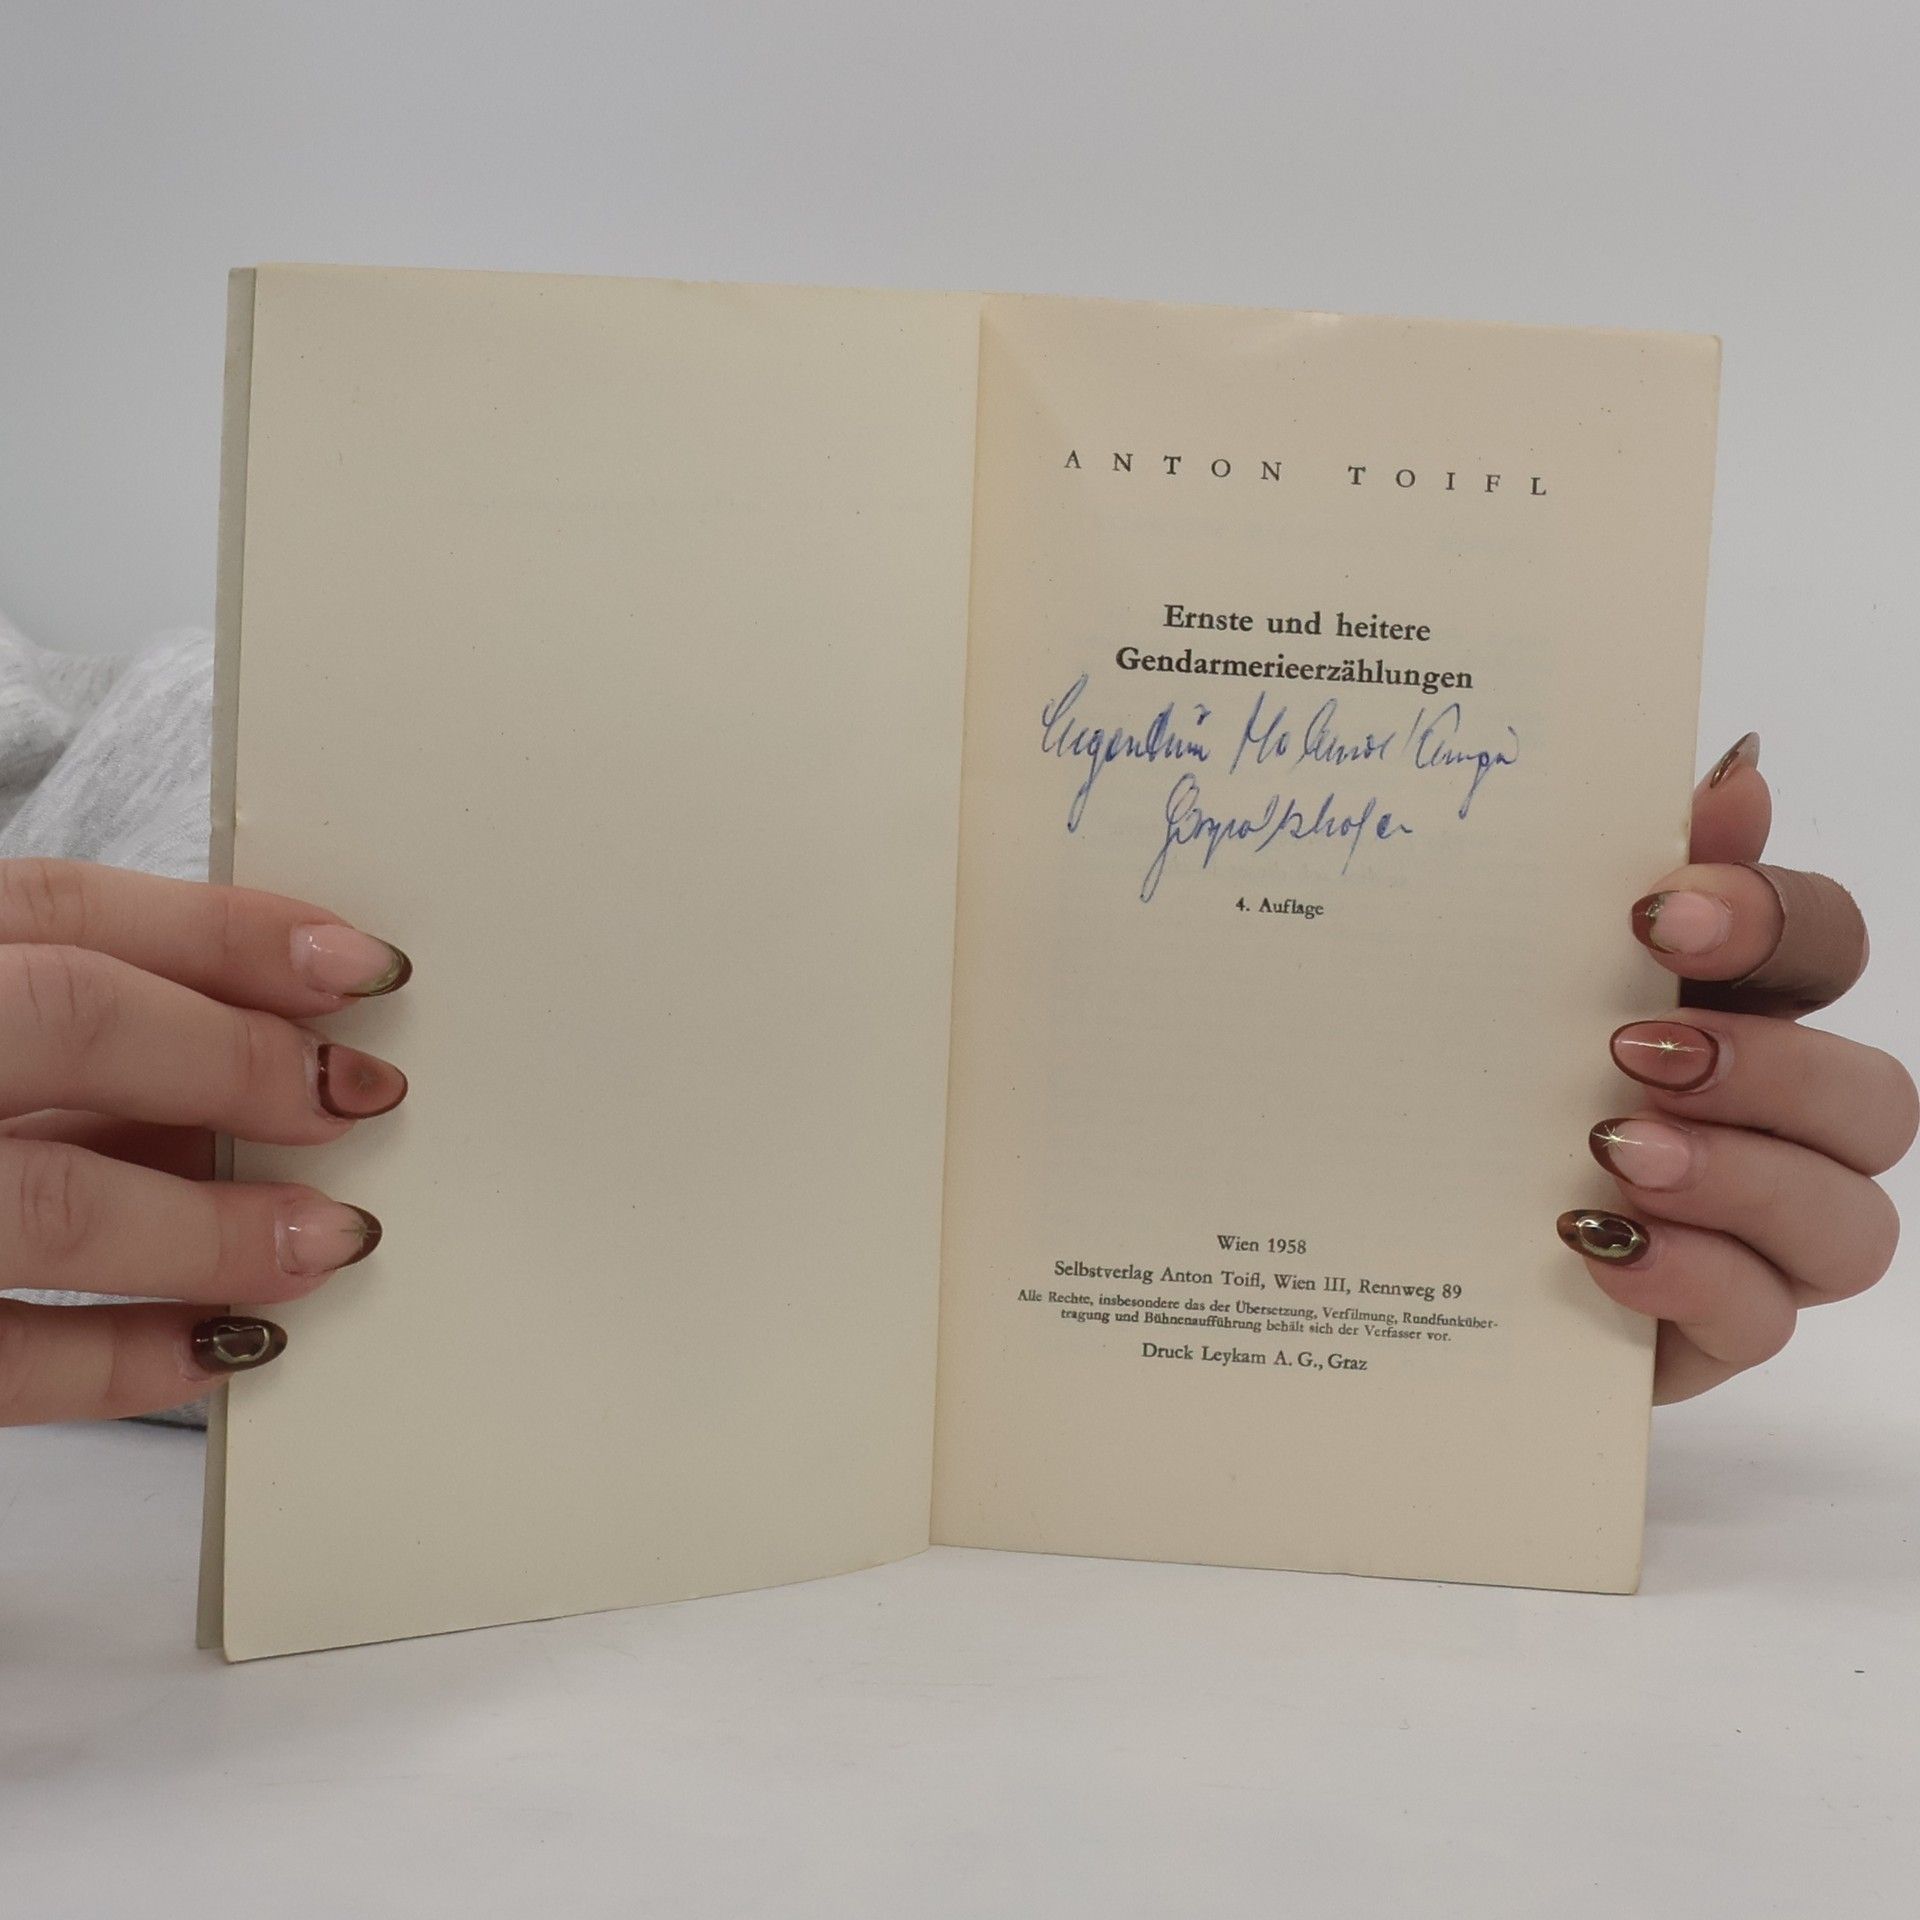 ANTON TOIFL
Ernste und heitere
Gendarmerieerzählungen
4. Auflage
Wien 1958
Selbstverlag Anton Toifl, Wien III, Rennweg 89
Alle Rechte, insbesondere das der Übersetzung, Verfilmung, Rundfunküber-
tragung und Bühnenaufführung behält sich der Verfasser vor.
Druck Leykam A. G., Graz